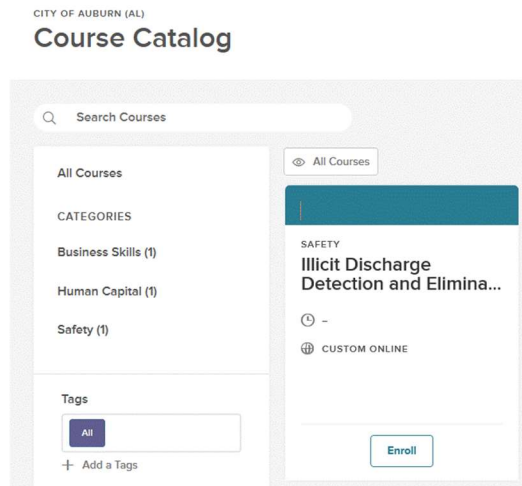 CITY OF AUBURN (AL)
Course Catalog
Search Courses
All Courses
CATEGORIES
Business Skills (1)
Human Capital (1)
Safety (1)
Tags
All
+ Add a Tags
All Courses
SAFETY
Illicit Discharge
Detection and Elimina...
–
CUSTOM ONLINE
Enroll